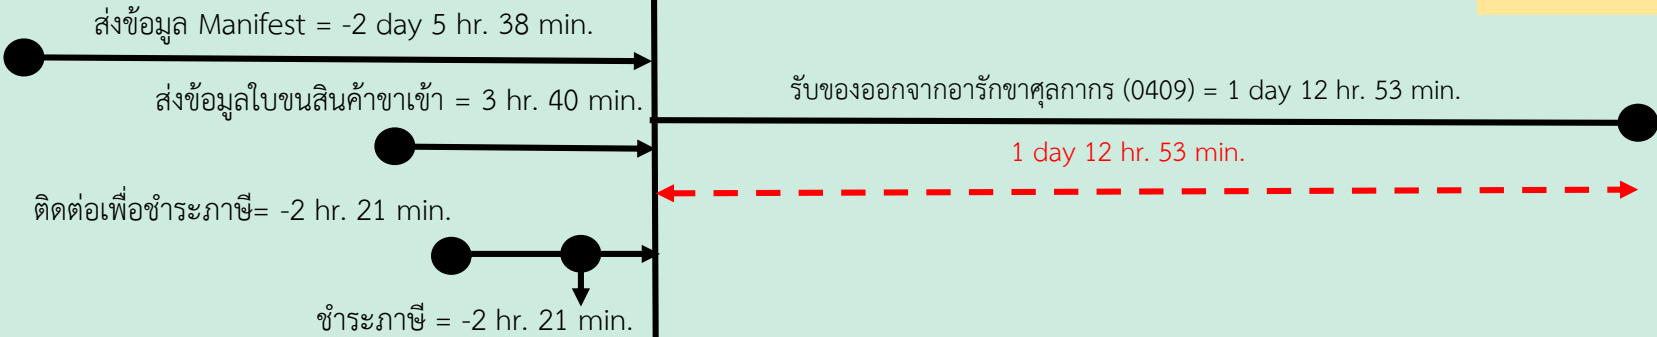 ส่งข้อมูล Manifest = -2 day 5 hr. 38 min.
ส่งข้อมูลใบขนสินค้าขาเข้า = 3 hr. 40 min.
รับของออกจากอารักขาศุลกากร (0409) = 1 day 12 hr. 53 min.
1 day 12 hr. 53 min.
ติดต่อเพื่อชำระภาษี= -2 hr. 21 min.
ชำระภาษี = -2 hr. 21 min.